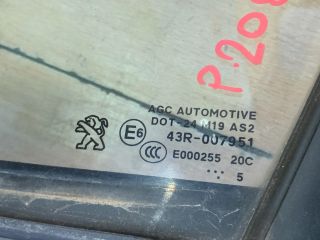 P.208
AGC AUTOMOTIVE
DOT-24 M19 AS2
E6 43R-007951
CCC E000255 20C
5